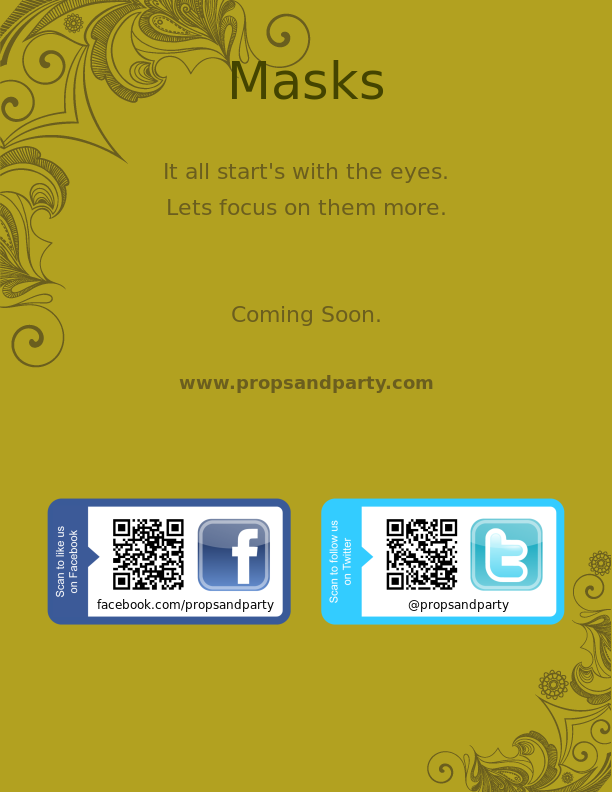 Masks
It all start's with the eyes.
Lets focus on them more.
Coming Soon.
www.propsandparty.com
Scan to like us
on Facebook
facebook.com/propsandparty
Scan to follow us
on Twitter
@propsandparty